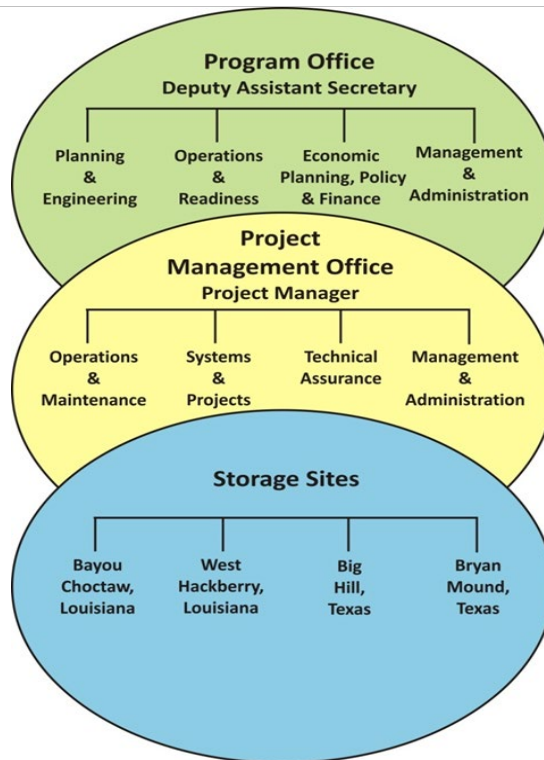 Program Office
Deputy Assistant Secretary
Planning
&
Engineering
Operations
&
Readiness
Economic
Planning, Policy
& Finance
Management
&
Administration
Project
Management Office
Project Manager
Operations
&
Maintenance
Systems
&
Projects
Technical
Assurance
Management
&
Administration
Storage Sites
Bayou
Choctaw,
Louisiana
West
Hackberry,
Louisiana
Big
Hill,
Texas
Bryan
Mound,
Texas